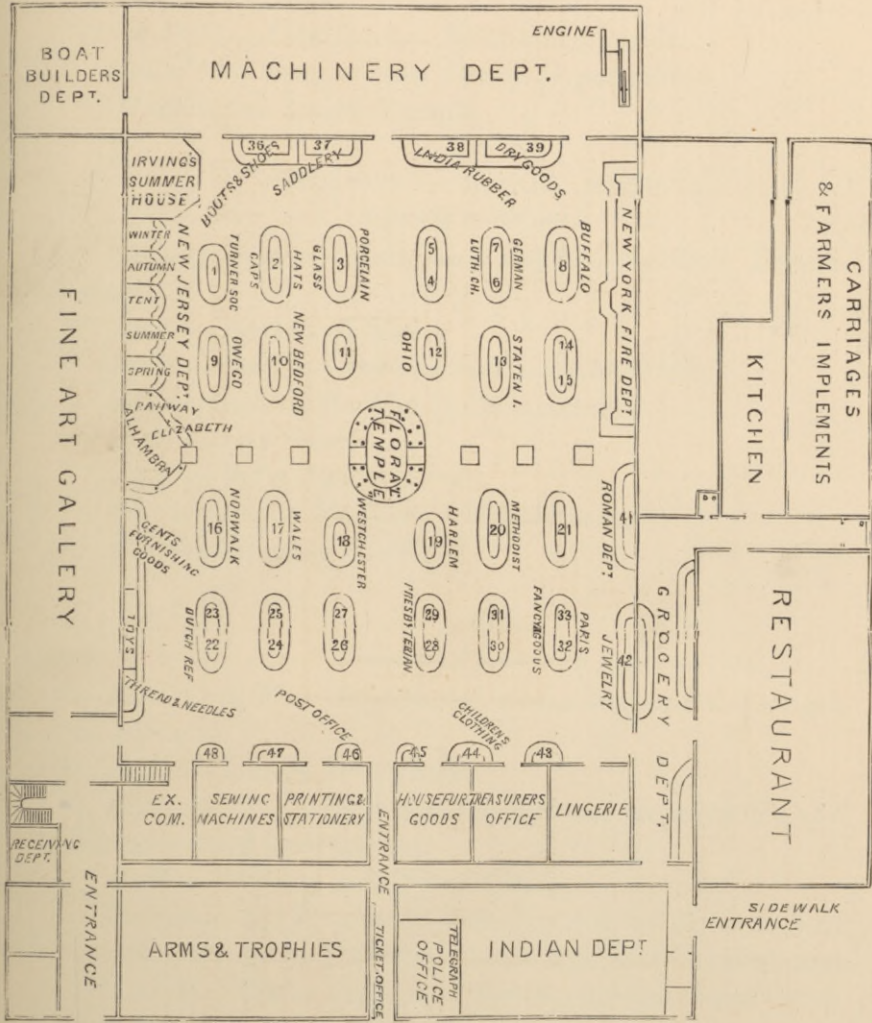 BOAT
BUILDERS
DEPT.
MACHINERY DEPT.
ENGINE
IRVING'S
SUMMER
HOUSE
36
37
38
39
BOOTS & SHOES
SADDLERY
INDIA RUBBER
DRY GOODS
WINTER
AUTUMN
TENT
SUMMER
SPRING
NEW JERSEY DEPT.
PAHWAY
ELIZABETH
ALHAMBRA
FINE ART GALLERY
1
TURNER SOC
2
CAPS
HATS
GLASS
3
PORCELAIN
5
4
7
6
GERMAN
LUTH. CH.
8
BUFFALO
NEW YORK FIRE DEPT.
9
OWEGO
10
NEW BEDFORD
11
OHIO
12
13
STATEN I.
14
15
FLORAL
TEMPLE
KITCHEN
CARRIAGES
& FARMERS IMPLEMENTS
16
NORWALK
17
WALES
18
WESTCHESTER
19
HARLEM
20
METHODIST
21
ROMAN DEPT.
41
GENTS
FURNISHING
GOODS
TOYS
THREAD & NEEDLES
DUTCH REF
23
22
25
24
27
26
PRESBYTERIAN
29
28
31
30
FANCY GOODS
33
32
PARIS
JEWELRY
42
GROCERY DEPT.
RESTAURANT
POST OFFICE
CHILDRENS
CLOTHING
48
47
46
45
44
43
EX.
COM.
SEWING
MACHINES
PRINTING &
STATIONERY
HOUSEFUR.
GOODS
TREASURERS
OFFICE
LINGERIE
RECEIVING
DEPT.
ENTRANCE
ENTRANCE
TICKET OFFICE
ARMS & TROPHIES
TELEGRAPH
POLICE
OFFICE
INDIAN DEPT
SIDEWALK
ENTRANCE